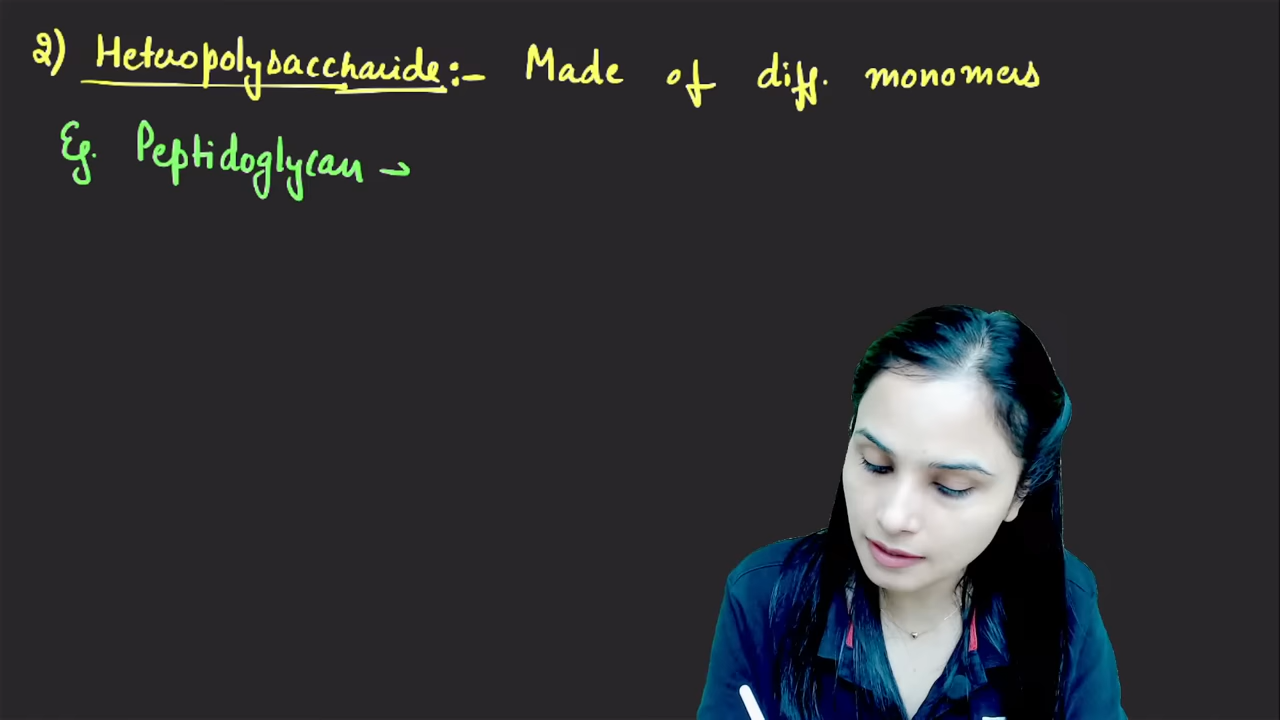 2) Heteropolysaccharide:- Made of diff. monomers
Eg. Peptidoglycan →